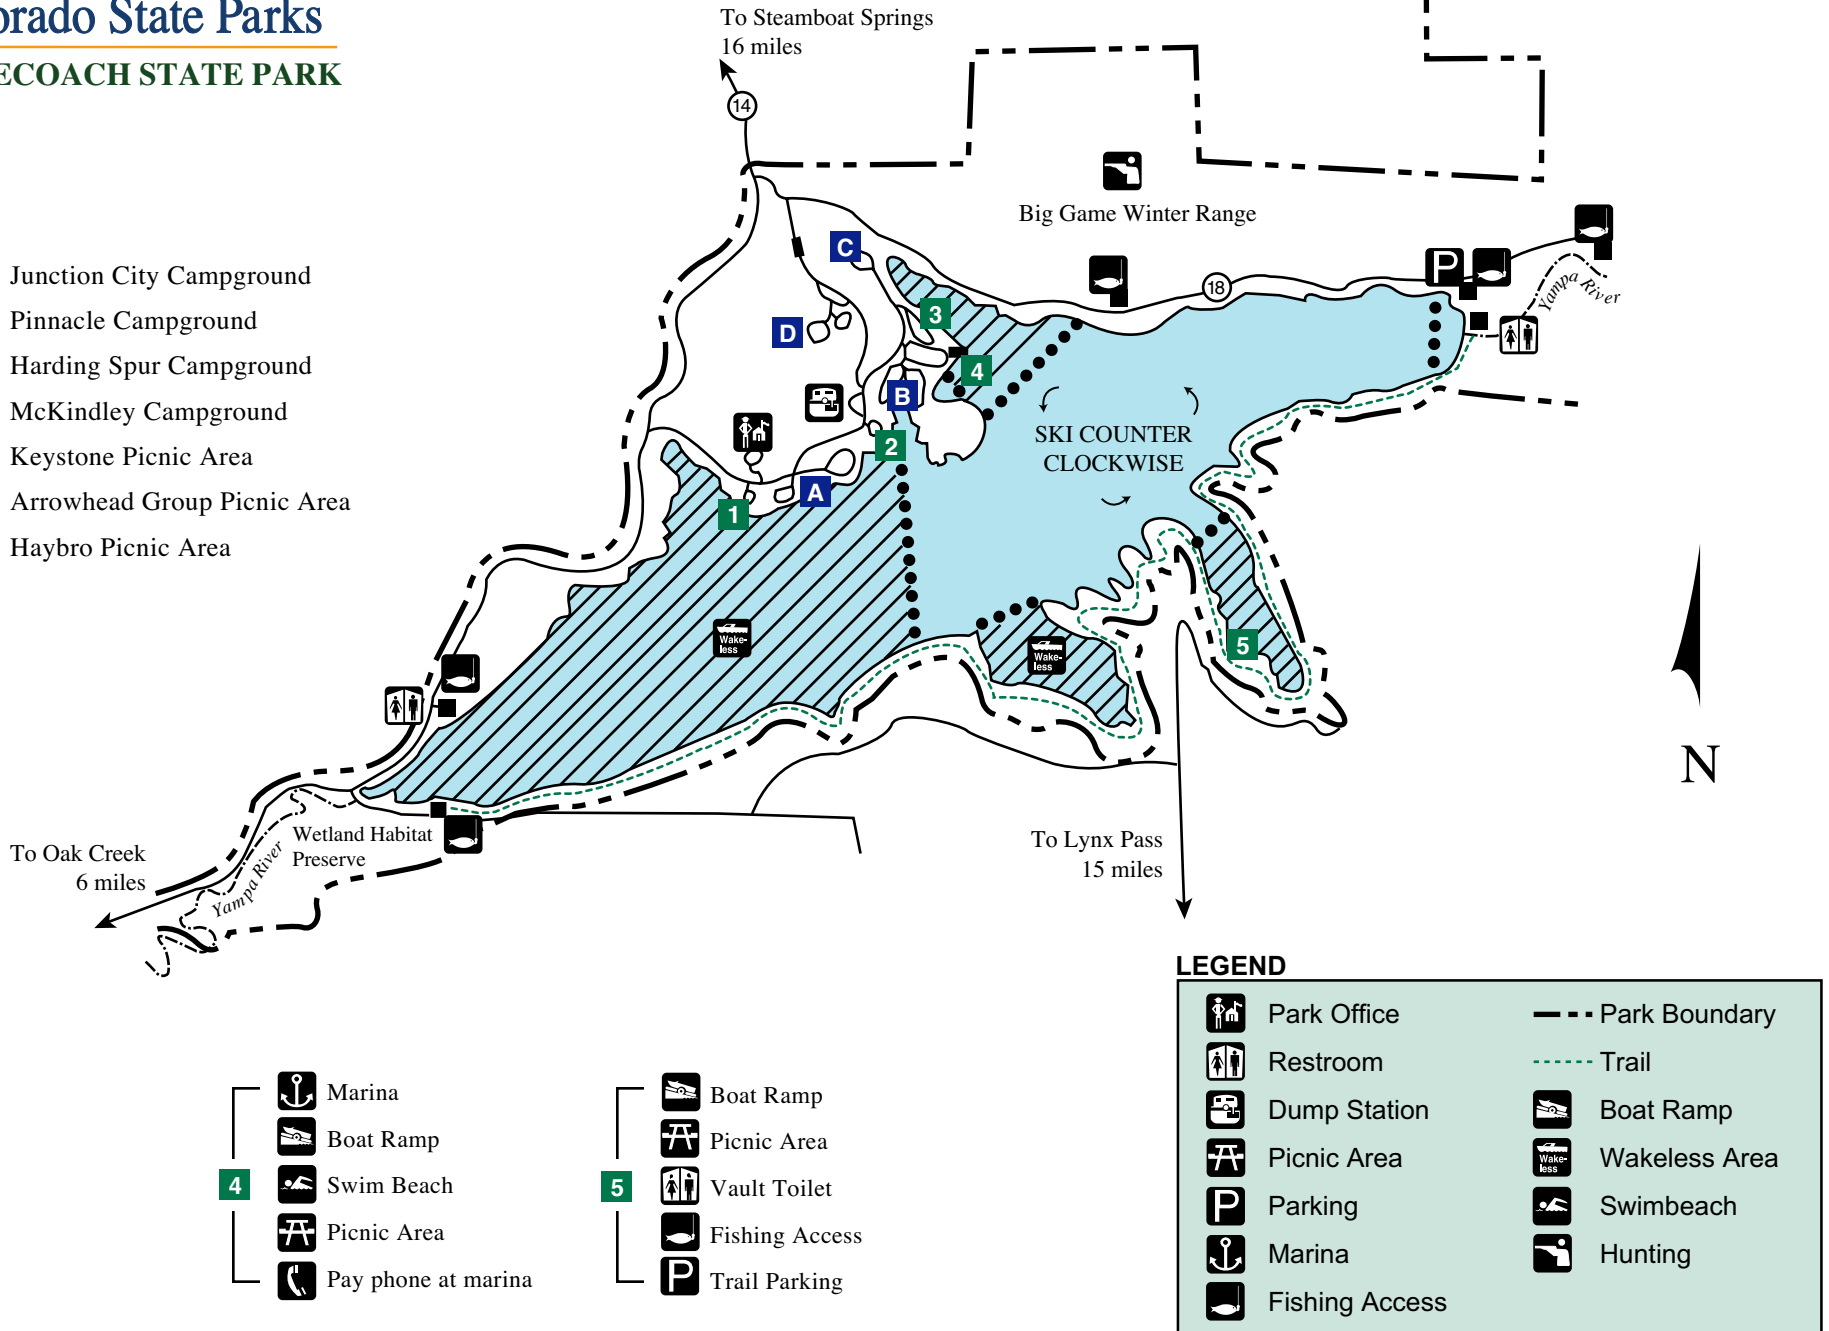 orado State Parks
ECOACH STATE PARK
To Steamboat Springs
16 miles
14
Big Game Winter Range
C
P
18
Yampa River
3
D
4
B
SKI COUNTER
CLOCKWISE
2
A
1
Junction City Campground
Pinnacle Campground
Harding Spur Campground
McKindley Campground
Keystone Picnic Area
Arrowhead Group Picnic Area
Haybro Picnic Area
Wake-
less
Wake-
less
5
N
Wetland Habitat
Preserve
Yampa River
To Oak Creek
6 miles
To Lynx Pass
15 miles
4
Marina
Boat Ramp
Swim Beach
Picnic Area
Pay phone at marina
5
Boat Ramp
Picnic Area
Vault Toilet
Fishing Access
P Trail Parking
LEGEND
Park Office
Restroom
Dump Station
Picnic Area
P Parking
Marina
Fishing Access
Park Boundary
Trail
Boat Ramp
Wake-
less
Wakeless Area
Swimbeach
Hunting